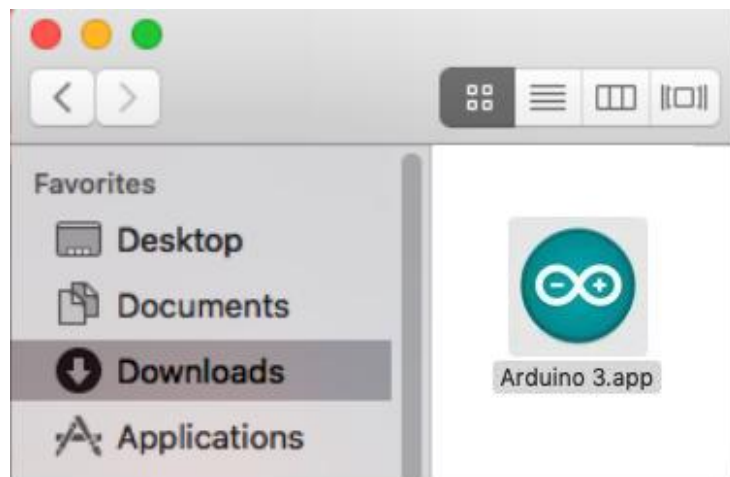 Favorites
Desktop
Documents
Downloads
Applications
Arduino 3.app